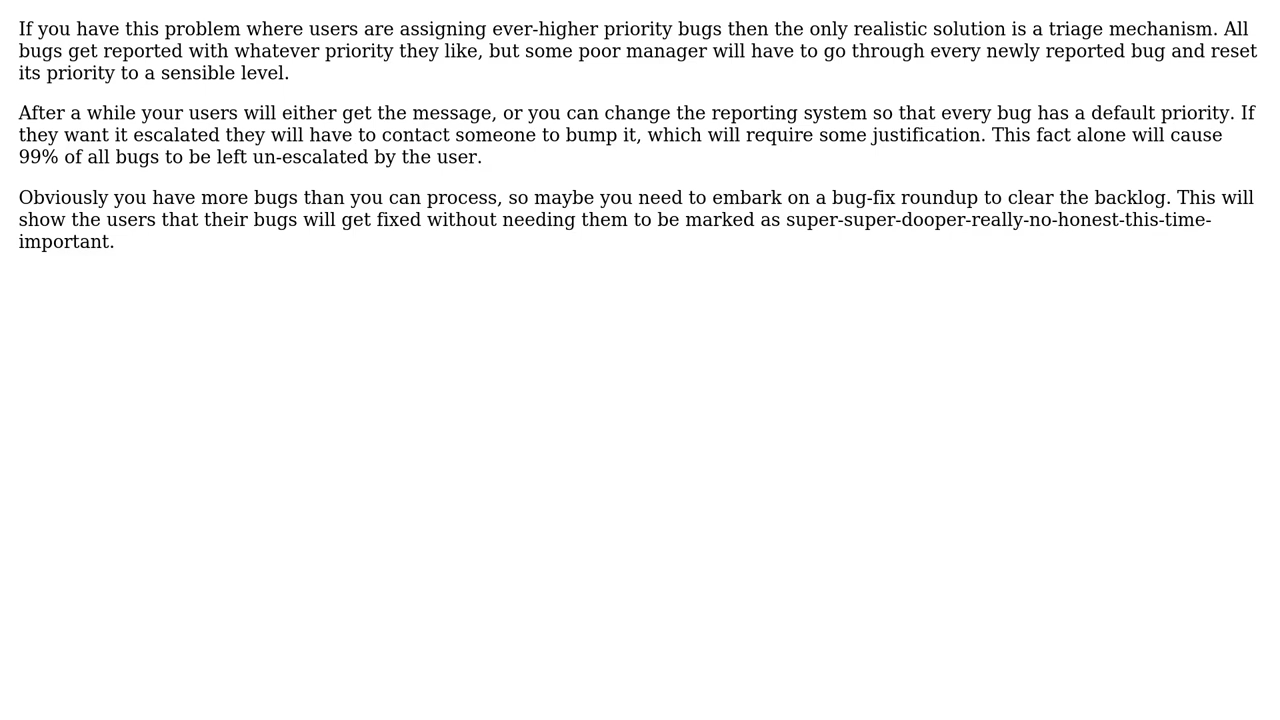 If you have this problem where users are assigning ever-higher priority bugs then the only realistic solution is a triage mechanism. All
bugs get reported with whatever priority they like, but some poor manager will have to go through every newly reported bug and reset
its priority to a sensible level.
After a while your users will either get the message, or you can change the reporting system so that every bug has a default priority. If
they want it escalated they will have to contact someone to bump it, which will require some justification. This fact alone will cause
99% of all bugs to be left un-escalated by the user.
Obviously you have more bugs than you can process, so maybe you need to embark on a bug-fix roundup to clear the backlog. This will
show the users that their bugs will get fixed without needing them to be marked as super-super-dooper-really-no-honest-this-time-
important.